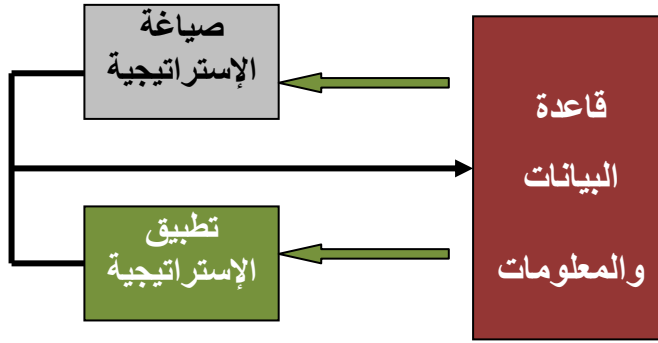 صياغة
الإستراتيجية
قاعدة
البيانات
والمعلومات
تطبيق
الإستراتيجية